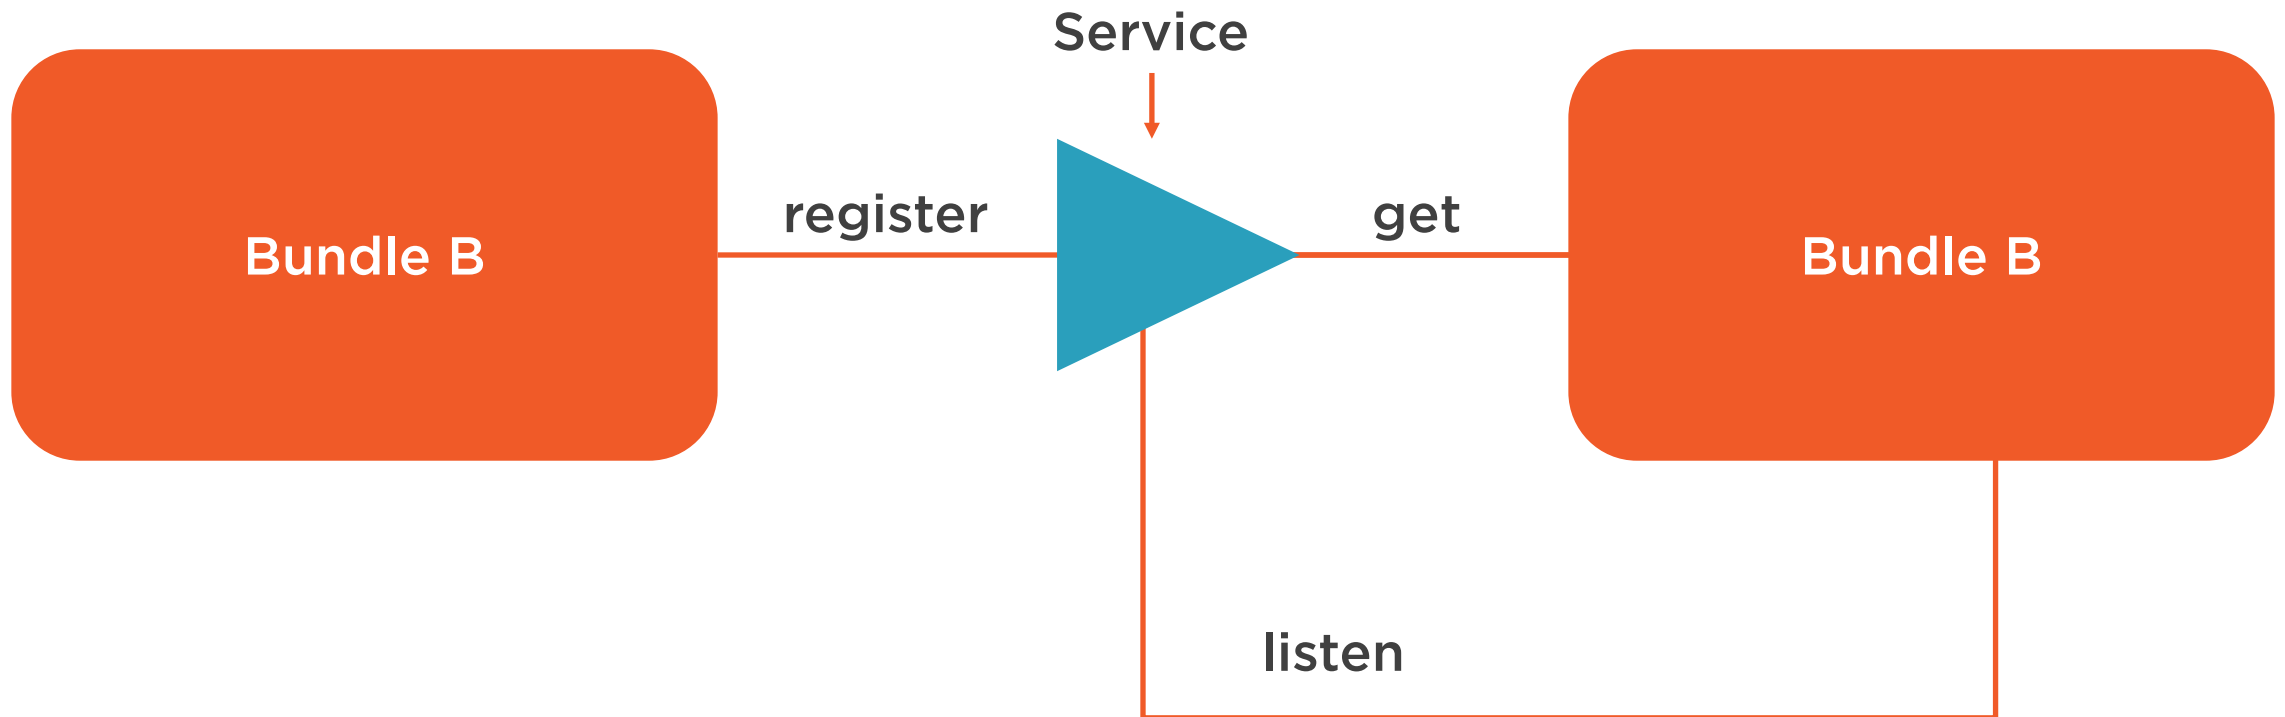 Service
register
get
Bundle B
Bundle B
listen